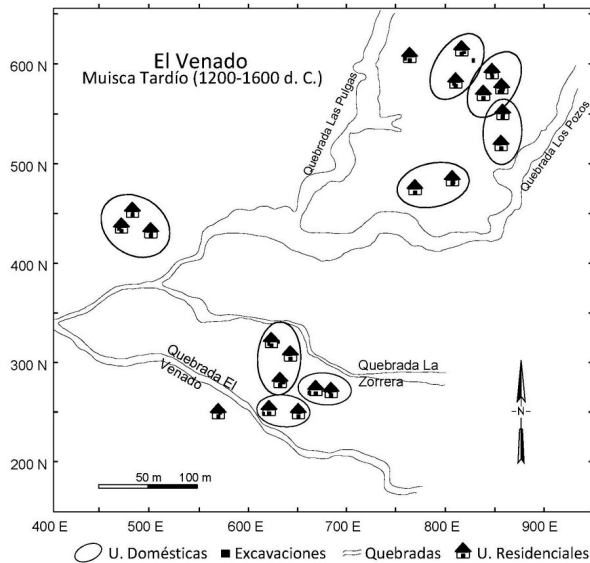 El Venado
Muisca Tardío (1200-1600 d. C.)
600 N
500 N
400 N
300 N
200 N
Quebrada Las Pulgas
Quebrada Los Pozos
Quebrada El
Venado
Quebrada La
Zorrera
-N-
50 m 100 m
400 E 500 E 600 E 700 E 800 E 900 E
U. Domésticas Excavaciones Quebradas U. Residenciales